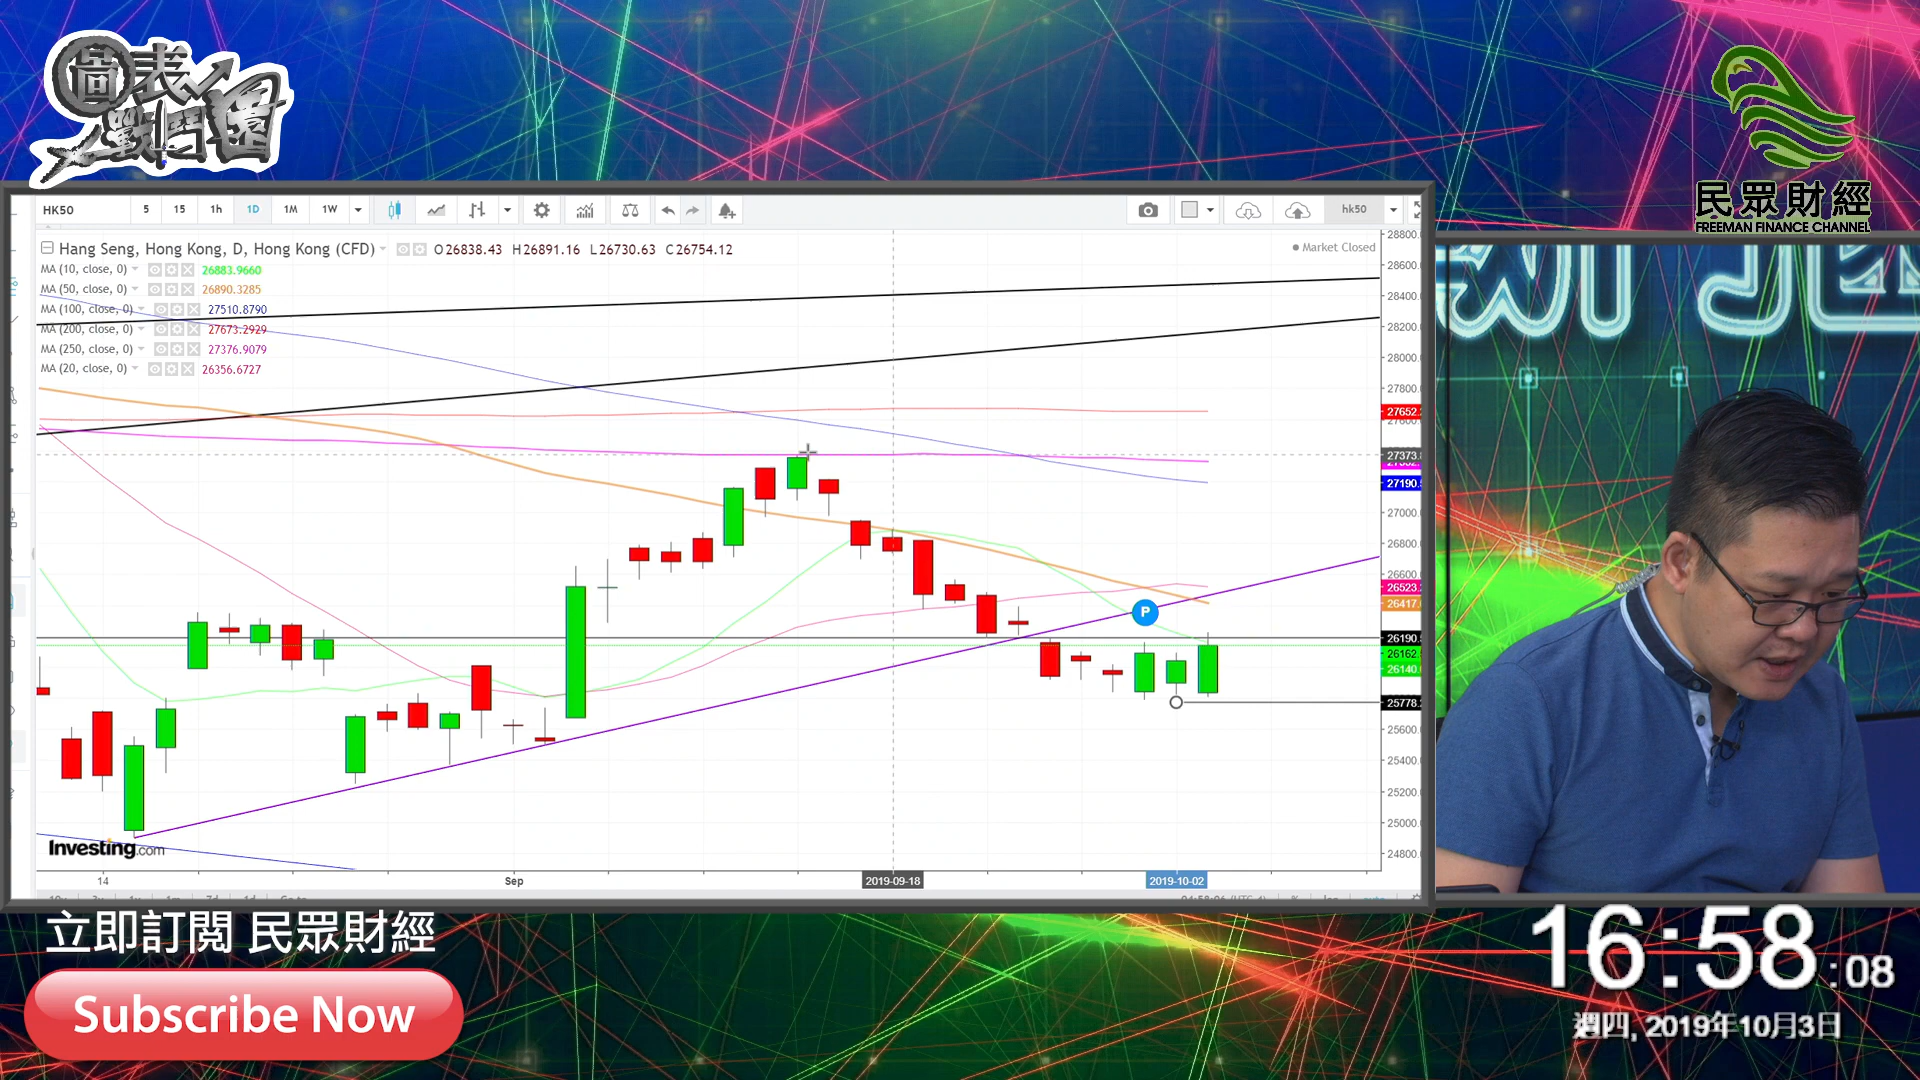 圖表
戰鬥團
民眾財經
FREEMAN FINANCE CHANNEL
HK50 5 15 1h 1D 1M 1W hk50
Hang Seng, Hong Kong, D, Hong Kong (CFD) O26838.43 H26891.16 L26730.63 C26754.12
Market Closed
MA (10, close, 0) 26883.9660
MA (50, close, 0) 26890.3285
MA (100, close, 0) 27510.8790
MA (200, close, 0) 27673.2929
MA (250, close, 0) 27376.9079
MA (20, close, 0) 26356.6727
28800
28600
28400
28200
28000
27800
27652
27600
27373
27190
27000
26800
26600
26523
26417
26190
26162
26140
25778
25600
25400
25200
25000
24800
P
Investing.com
14 Sep 2019-09-18 2019-10-02
立即訂閱 民眾財經
Subscribe Now
16:58:08
週四, 2019年10月3日